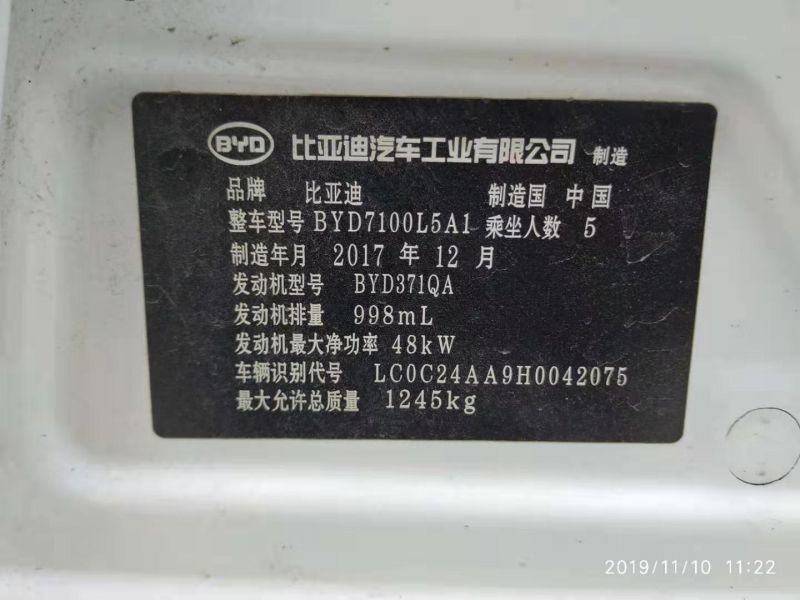 BYD 比亚迪汽车工业有限公司 制造
品牌 比亚迪 制造国 中国
整车型号 BYD7100L5A1 乘坐人数 5
制造年月 2017 年 12 月
发动机型号 BYD371QA
发动机排量 998mL
发动机最大净功率 48kW
车辆识别代号 LC0C24AA9H0042075
最大允许总质量 1245kg
2019/11/10 11:22